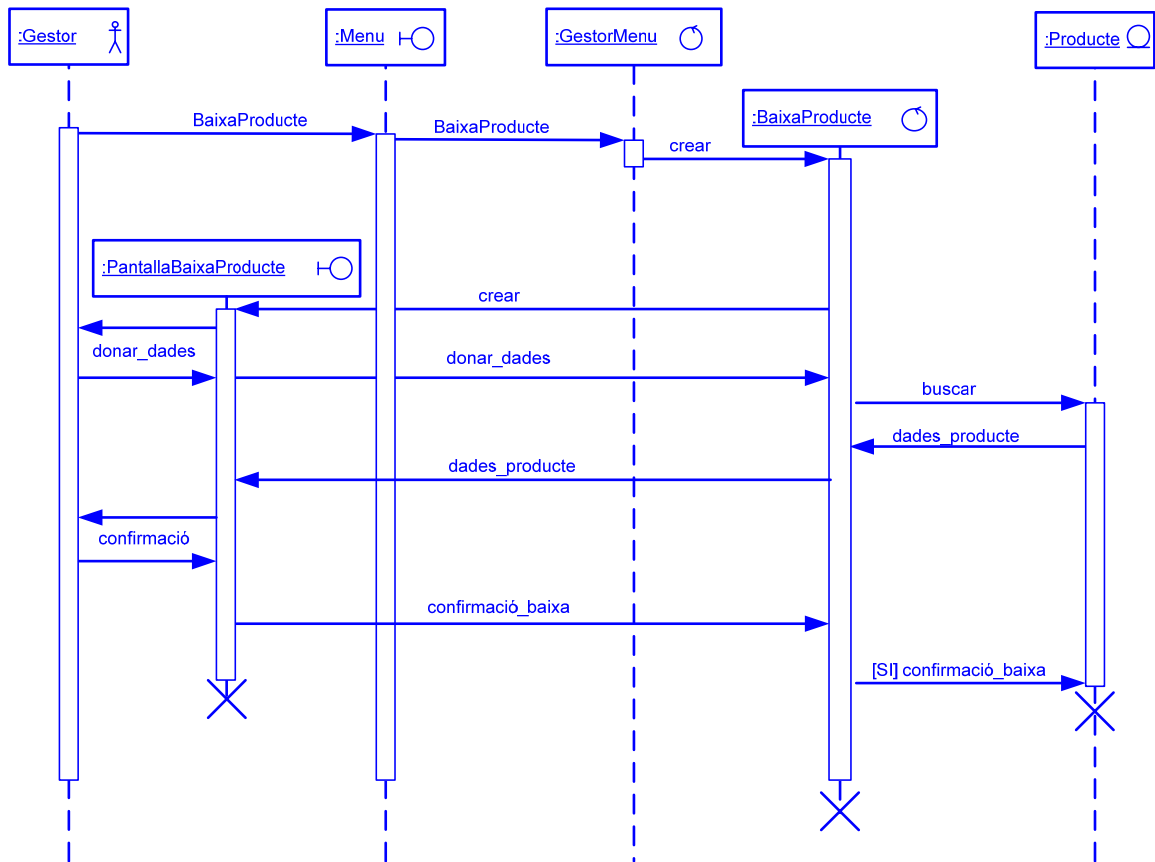 :Gestor
:Menu
:GestorMenu
:Producte
:BaixaProducte
BaixaProducte
BaixaProducte
crear
:PantallaBaixaProducte
crear
donar_dades
donar_dades
buscar
dades_producte
dades_producte
confirmació
confirmació_baixa
[SI] confirmació_baixa